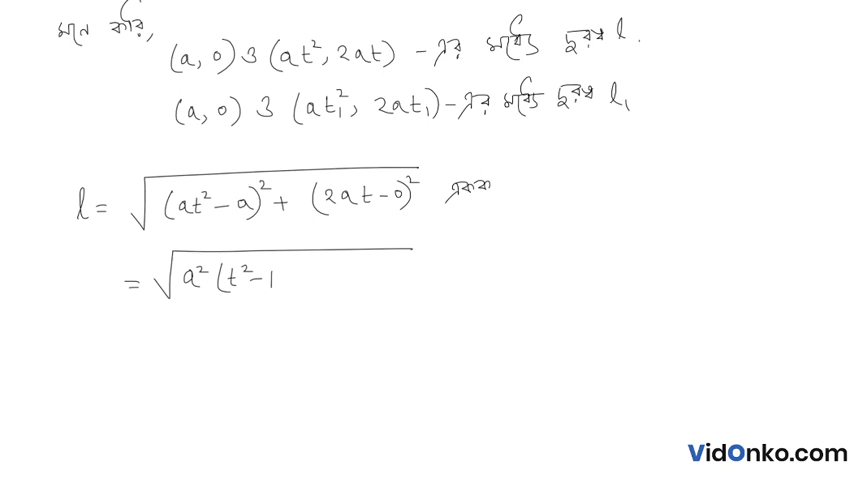 মনে করি,
(a, 0) ও (at², 2at) -এর মধ্যে দূরত্ব l.
(a, 0) ও (at₁², 2at₁)-এর মধ্যে দূরত্ব l₁
l = √((at² - a)² + (2at - 0)²) একক
= √(a² (t² - 1
VidOnko.com